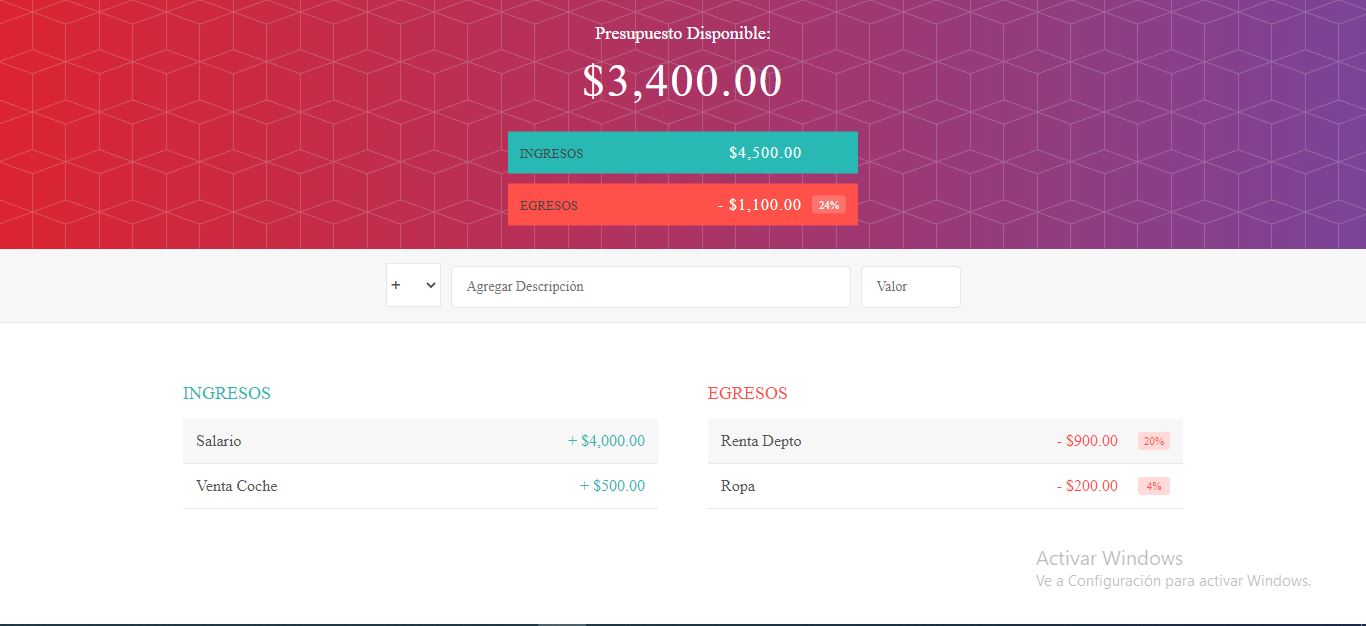 Presupuesto Disponible:
$3,400.00
INGRESOS $4,500.00
EGRESOS - $1,100.00 24%
+ Agregar Descripción Valor
INGRESOS EGRESOS
Salario + $4,000.00 Renta Depto - $900.00 20%
Venta Coche + $500.00 Ropa - $200.00 4%
Activar Windows
Ve a Configuración para activar Windows.